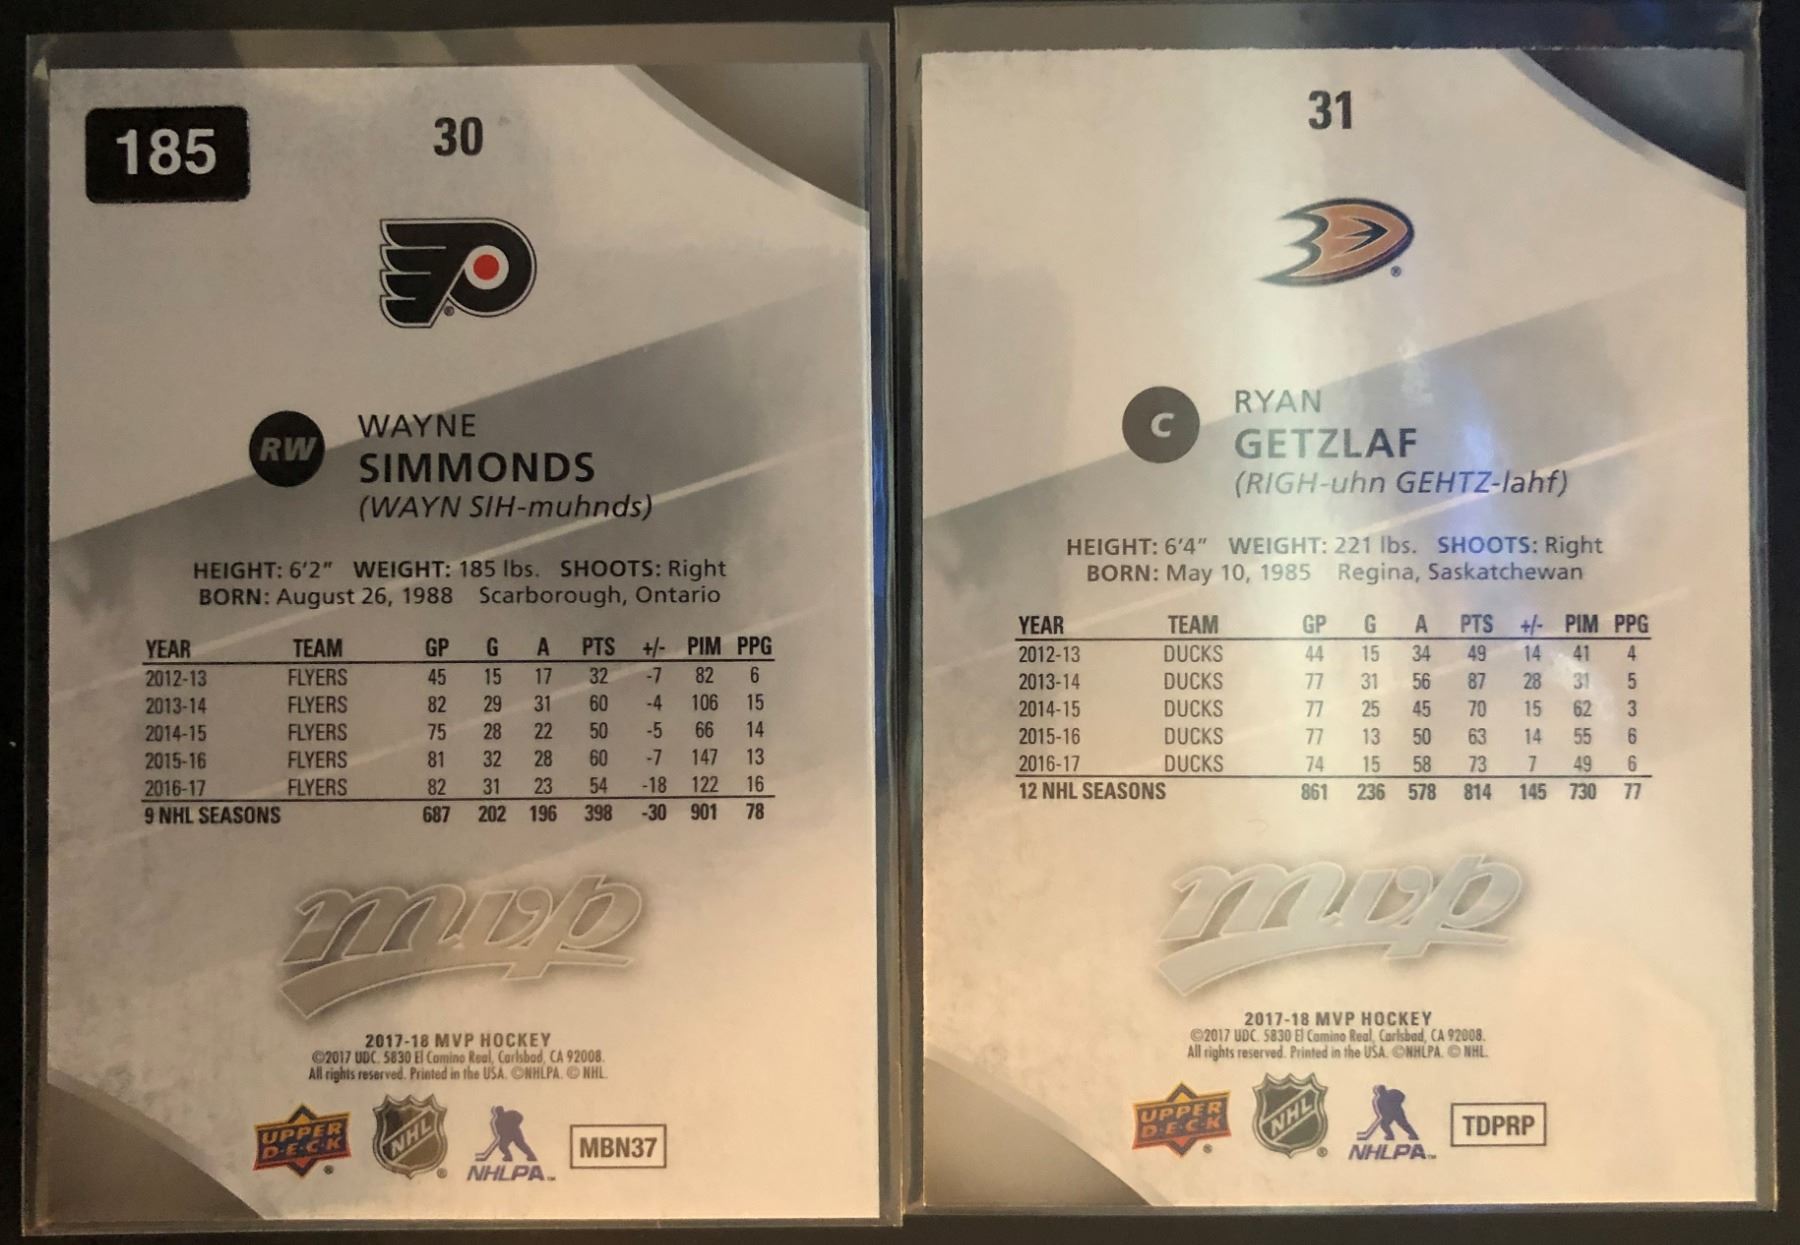 185
30
WAYNE
RW
SIMMONDS
(WAYN SIH-muhnds)
HEIGHT: 6'2" WEIGHT: 185 lbs. SHOOTS: Right
BORN: August 26, 1988 Scarborough, Ontario
YEAR TEAM GP G A PTS +/- PIM PPG
2012-13 FLYERS 45 15 17 32 -7 82 6
2013-14 FLYERS 82 29 31 60 -4 106 15
2014-15 FLYERS 75 28 22 50 -5 66 14
2015-16 FLYERS 81 32 28 60 -7 147 13
2016-17 FLYERS 82 31 23 54 -18 122 16
9 NHL SEASONS 687 202 196 398 -30 901 78
mvp
2017-18 MVP HOCKEY
©2017 UDC. 5830 El Camino Real, Carlsbad, CA 92008.
All rights reserved. Printed in the USA. ©NHLPA. © NHL.
UPPER DECK NHL NHLPA MBN37
31
RYAN
C
GETZLAF
(RIGH-uhn GEHTZ-lahf)
HEIGHT: 6'4" WEIGHT: 221 lbs. SHOOTS: Right
BORN: May 10, 1985 Regina, Saskatchewan
YEAR TEAM GP G A PTS +/- PIM PPG
2012-13 DUCKS 44 15 34 49 14 41 4
2013-14 DUCKS 77 31 56 87 28 31 5
2014-15 DUCKS 77 25 45 70 15 62 3
2015-16 DUCKS 77 13 50 63 14 55 6
2016-17 DUCKS 74 15 58 73 7 49 6
12 NHL SEASONS 861 236 578 814 145 730 77
mvp
2017-18 MVP HOCKEY
©2017 UDC. 5830 El Camino Real, Carlsbad, CA 92008.
All rights reserved. Printed in the USA. ©NHLPA. © NHL.
UPPER DECK NHL NHLPA TDPRP